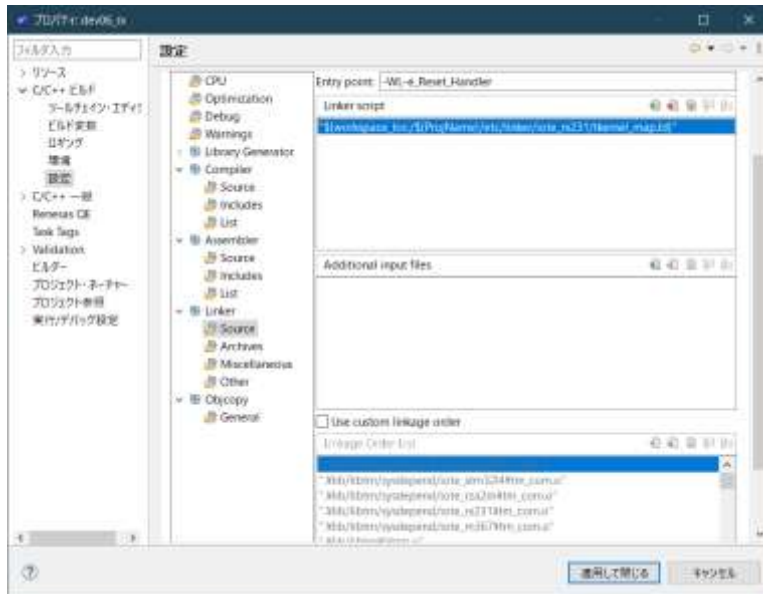 プロパティ: dev06_rx
フィルタ入力
設定
> リソース
C/C++ ビルド
ツールチェイン・エディタ
ビルド変数
ロギング
環境
設定
> C/C++ 一般
Renesas QE
Task Tags
> Validation
ビルダー
プロジェクト・ネーチャー
プロジェクト参照
実行/デバッグ設定
CPU
Optimization
Debug
Warnings
Library Generator
Compiler
Source
Includes
List
Assembler
Source
Includes
List
Linker
Source
Archives
Miscellaneous
Other
Objcopy
General
Entry point: -Wl,-e_Reset_Handler
Linker script
Additional input files
Use custom linkage order
Linkage Order List
適用して閉じる
キャンセル